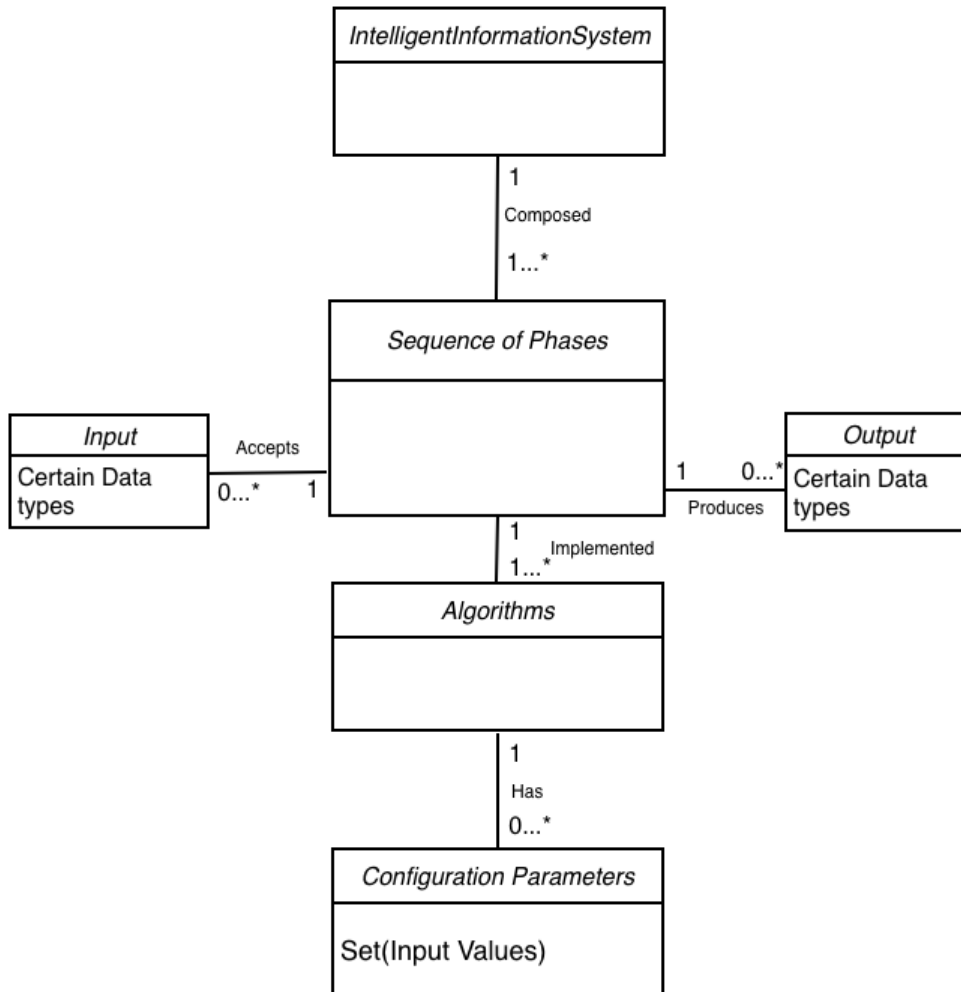 IntelligentInformationSystem
1
Composed
1...*
Sequence of Phases
Input
Certain Data
types
Accepts
0...*
1
1
0...*
Produces
Output
Certain Data
types
1
Implemented
1...*
Algorithms
1
Has
0...*
Configuration Parameters
Set(Input Values)